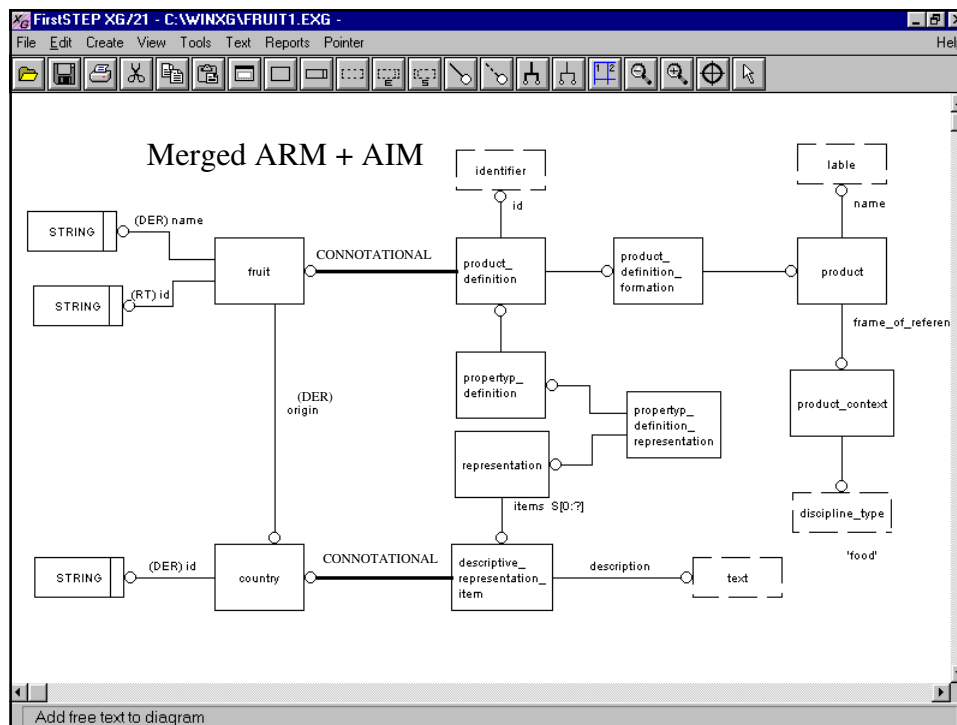 FirstSTEP XG/21 - C:\WINXG\FRUIT1.EXG -
File Edit Create View Tools Text Reports Pointer Hel
Merged ARM + AIM
identifier
lable
id
name
STRING
(DER) name
fruit
CONNOTATIONAL
product_
definition
product_
definition_
formation
product
STRING
(RT) id
frame_of_referen
(DER)
origin
propertyp_
definition
propertyp_
definition_
representation
product_context
representation
items S[0:?]
discipline_type
'food'
STRING
(DER) id
country
CONNOTATIONAL
descriptive_
representation_
item
description
text
Add free text to diagram